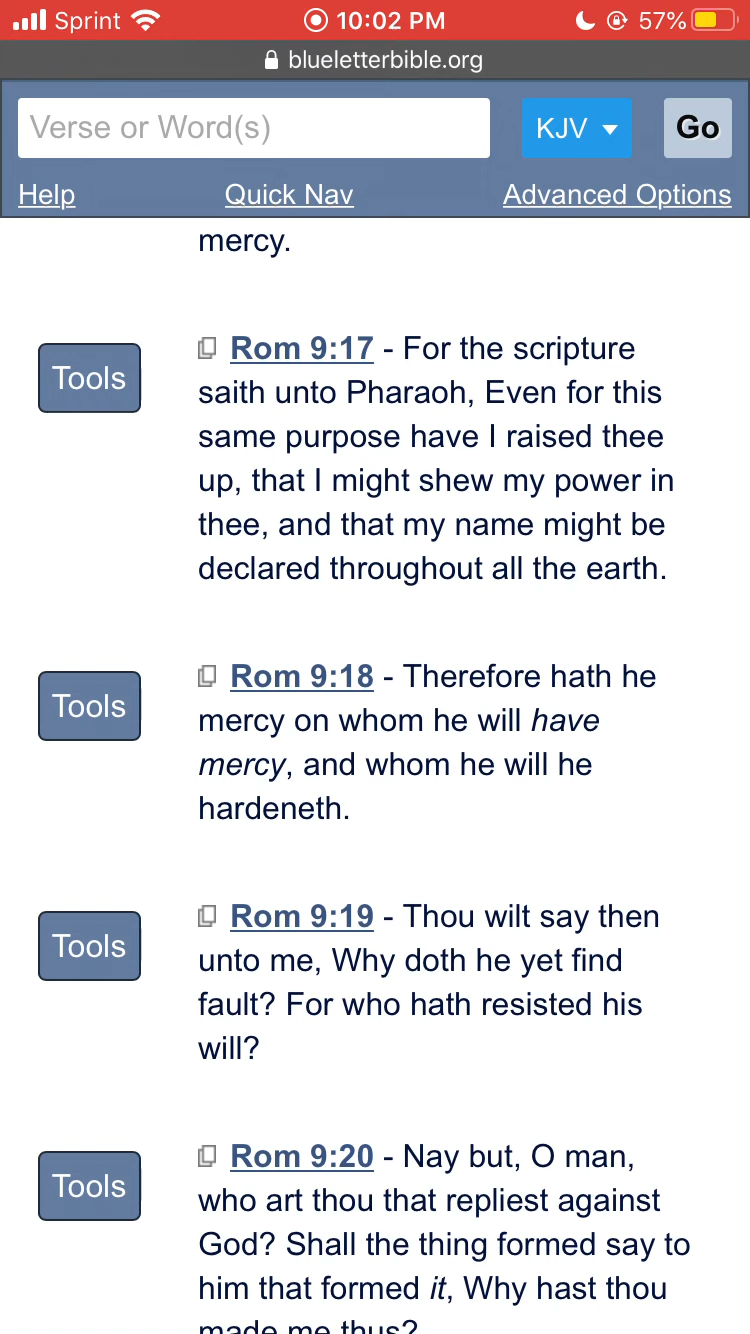 Sprint 10:02 PM 57%
blueletterbible.org
Verse or Word(s) KJV Go
Help Quick Nav Advanced Options
mercy.
Tools
Rom 9:17 - For the scripture
saith unto Pharaoh, Even for this
same purpose have I raised thee
up, that I might shew my power in
thee, and that my name might be
declared throughout all the earth.
Tools
Rom 9:18 - Therefore hath he
mercy on whom he will have
mercy, and whom he will he
hardeneth.
Tools
Rom 9:19 - Thou wilt say then
unto me, Why doth he yet find
fault? For who hath resisted his
will?
Tools
Rom 9:20 - Nay but, O man,
who art thou that repliest against
God? Shall the thing formed say to
him that formed it, Why hast thou
made me thus?